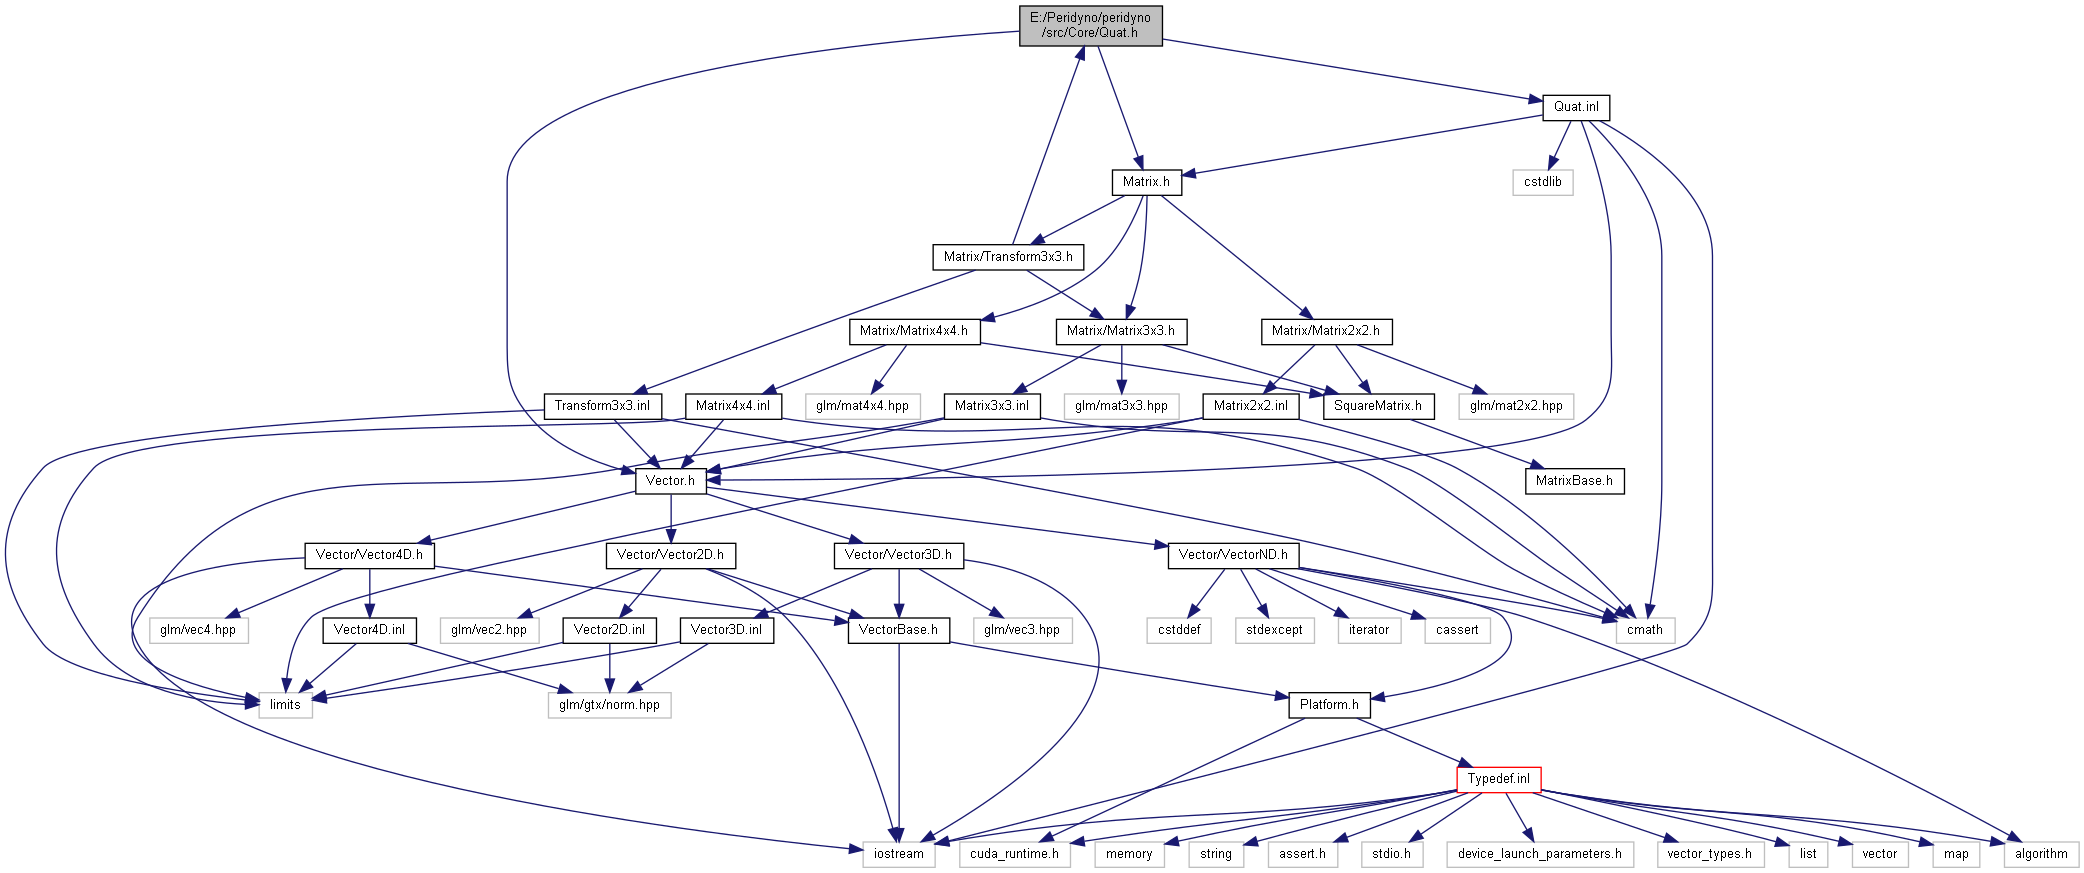 E:/Peridyno/peridyno
/src/Core/Quat.h
Quat.inl
Matrix.h
cstdlib
Matrix/Transform3x3.h
Matrix/Matrix4x4.h
Matrix/Matrix3x3.h
Matrix/Matrix2x2.h
Transform3x3.inl
Matrix4x4.inl
glm/mat4x4.hpp
Matrix3x3.inl
glm/mat3x3.hpp
Matrix2x2.inl
SquareMatrix.h
glm/mat2x2.hpp
Vector.h
MatrixBase.h
Vector/Vector4D.h
Vector/Vector2D.h
Vector/Vector3D.h
Vector/VectorND.h
glm/vec4.hpp
Vector4D.inl
glm/vec2.hpp
Vector2D.inl
Vector3D.inl
VectorBase.h
glm/vec3.hpp
cstddef
stdexcept
iterator
cassert
cmath
limits
glm/gtx/norm.hpp
Platform.h
Typedef.inl
iostream
cuda_runtime.h
memory
string
assert.h
stdio.h
device_launch_parameters.h
vector_types.h
list
vector
map
algorithm